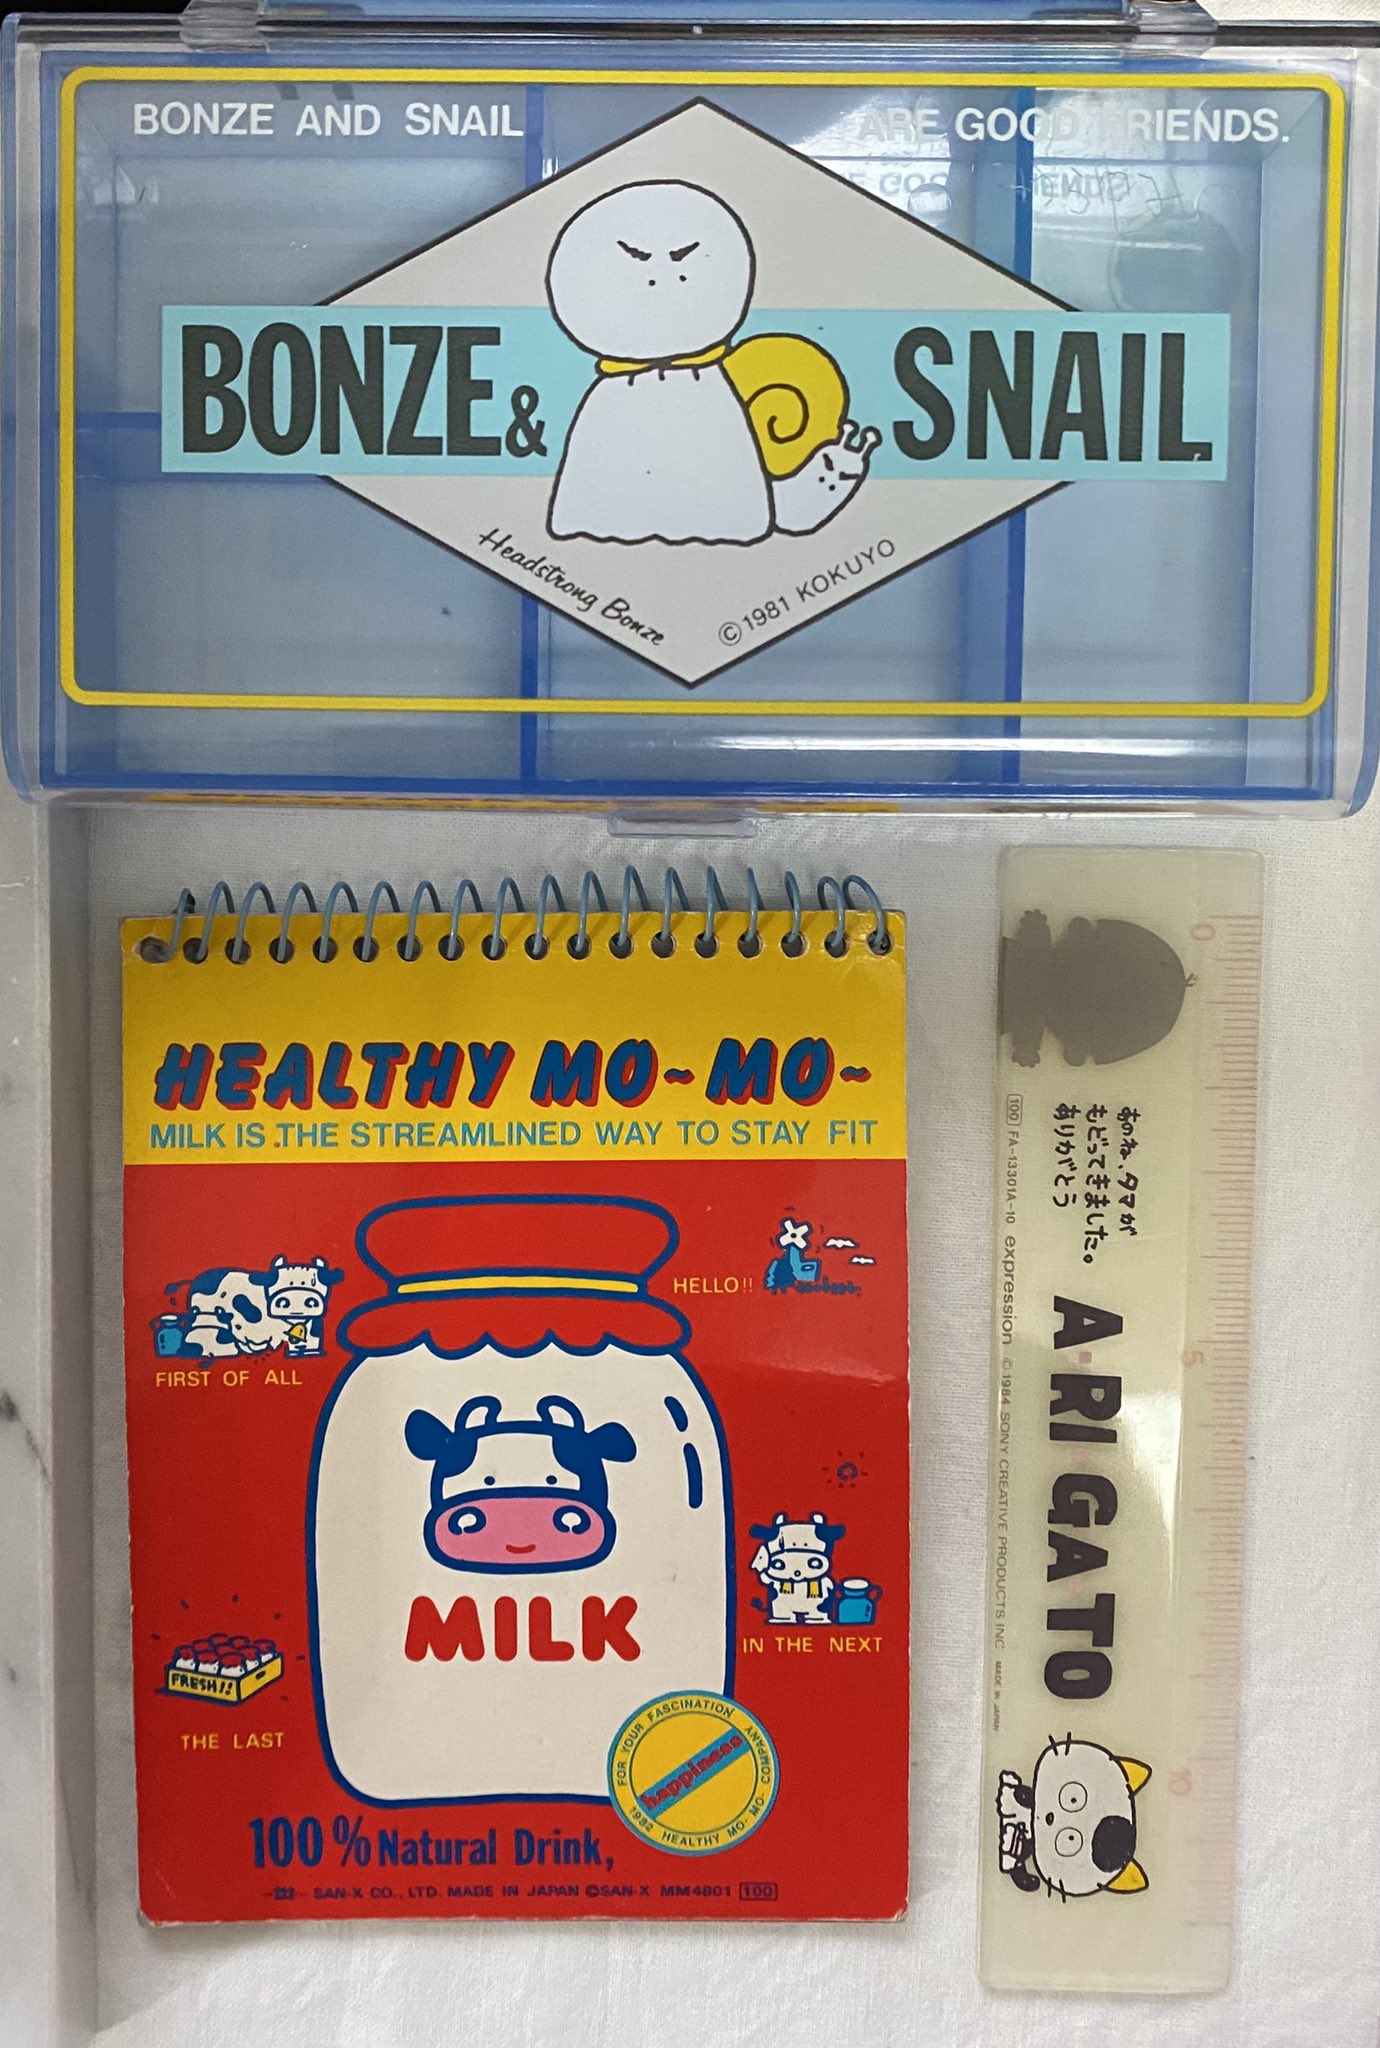 BONZE AND SNAIL ARE GOOD FRIENDS.
BONZE & SNAIL
Headstrong Bonze
©1981 KOKUYO
HEALTHY MO~MO~
MILK IS THE STREAMLINED WAY TO STAY FIT
HELLO!!
FIRST OF ALL
MILK
IN THE NEXT
FRESH!!
THE LAST
FOR YOUR FASCINATION
happiness
1982 HEALTHY MO-MO-COMPANY
100% Natural Drink,
SAN-X CO., LTD. MADE IN JAPAN ©SAN-X MM4801 100
0
5
10
あのね、タマが
もどってきました。
ありがとう
A·RI·GA·TO
100 FA-13301A-10 expression ©1984 SONY CREATIVE PRODUCTS INC MADE IN JAPAN